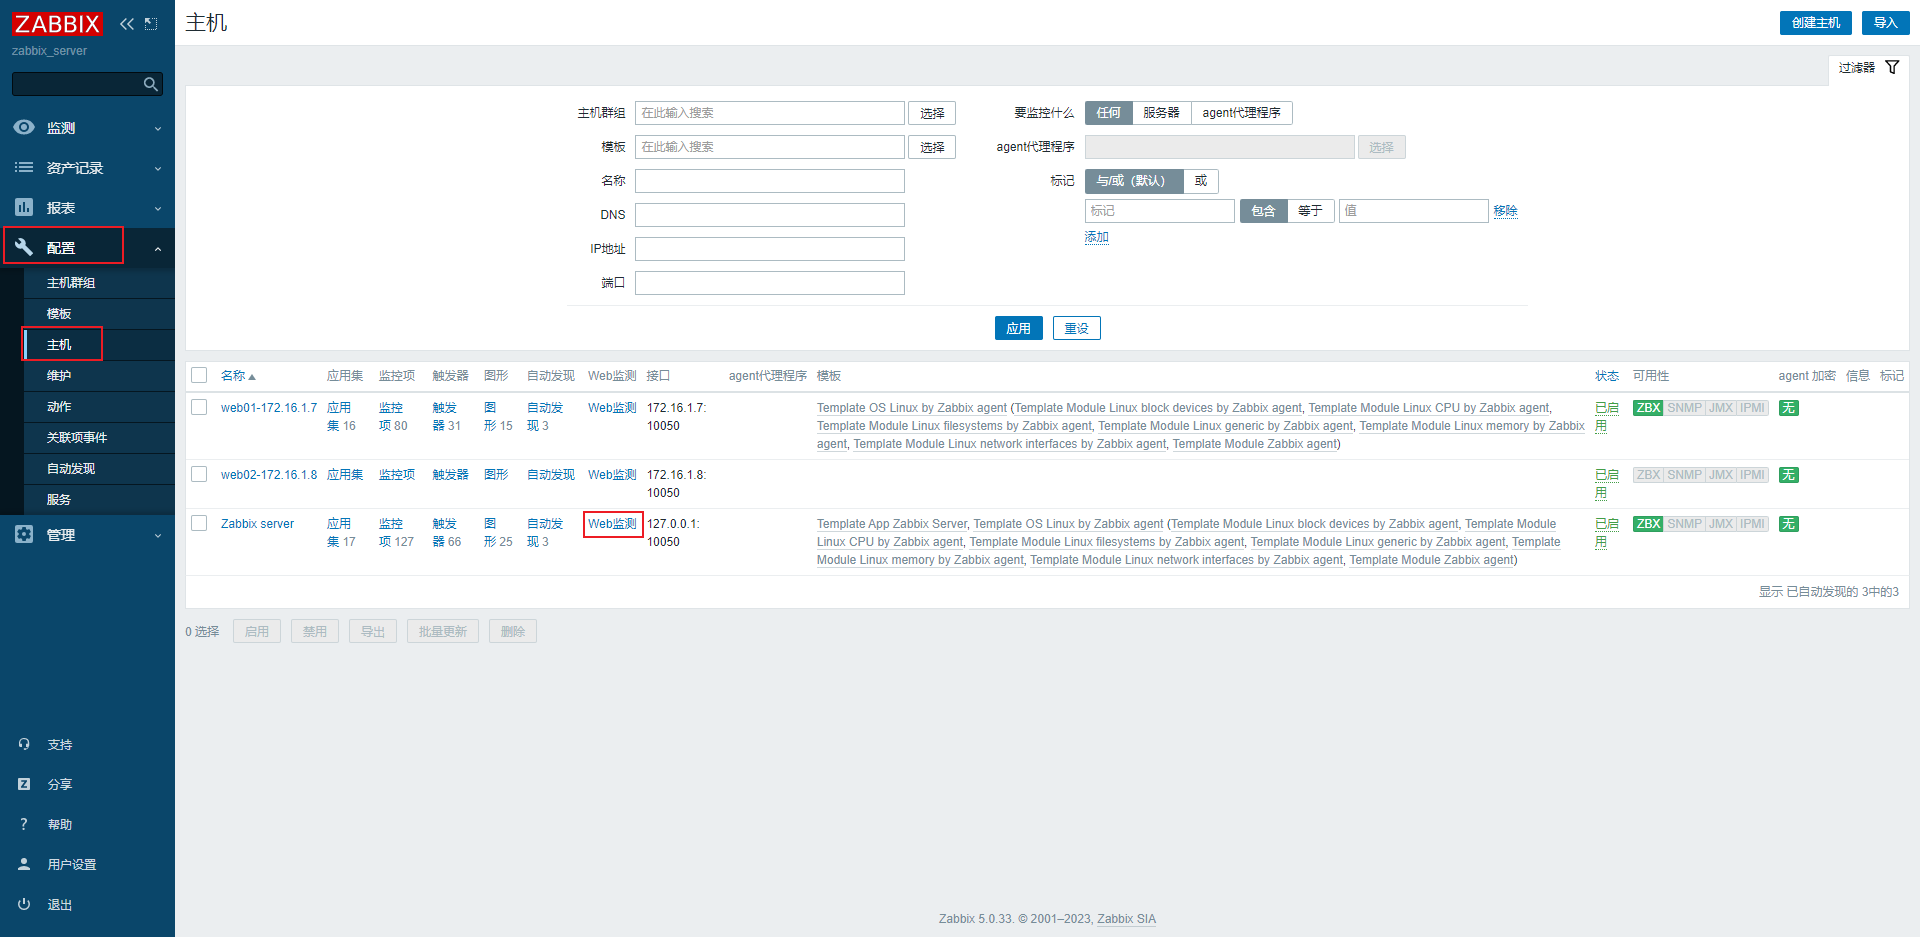 ZABBIX
zabbix_server
监测
资产记录
报表
配置
主机群组
模板
主机
维护
动作
关联项事件
自动发现
服务
管理
支持
Z 分享
? 帮助
用户设置
退出
主机
创建主机 导入
过滤器
主机群组 在此输入搜索 选择
模板 在此输入搜索 选择
名称
DNS
IP地址
端口
要监控什么 任何 服务器 agent代理程序
agent代理程序 选择
标记 与/或（默认） 或
标记 包含 等于 值 移除
添加
应用 重设
名称 应用集 监控项 触发器 图形 自动发现 Web监测 接口 agent代理程序 模板 状态 可用性 agent 加密 信息 标记
web01-172.16.1.7 应用集 16 监控项 80 触发器 31 图形 15 自动发现 3 Web监测 172.16.1.7: 10050
Template OS Linux by Zabbix agent (Template Module Linux block devices by Zabbix agent, Template Module Linux CPU by Zabbix agent,
Template Module Linux filesystems by Zabbix agent, Template Module Linux generic by Zabbix agent, Template Module Linux memory by Zabbix
agent, Template Module Linux network interfaces by Zabbix agent, Template Module Zabbix agent)
已启用 ZBX SNMP JMX IPMI 无
web02-172.16.1.8 应用集 监控项 触发器 图形 自动发现 Web监测 172.16.1.8: 10050
已启用 ZBX SNMP JMX IPMI 无
Zabbix server 应用集 17 监控项 127 触发器 66 图形 25 自动发现 3 Web监测 127.0.0.1: 10050
Template App Zabbix Server, Template OS Linux by Zabbix agent (Template Module Linux block devices by Zabbix agent, Template Module
Linux CPU by Zabbix agent, Template Module Linux filesystems by Zabbix agent, Template Module Linux generic by Zabbix agent, Template
Module Linux memory by Zabbix agent, Template Module Linux network interfaces by Zabbix agent, Template Module Zabbix agent)
已启用 ZBX SNMP JMX IPMI 无
显示 已自动发现的 3中的3
0 选择 启用 禁用 导出 批量更新 删除
Zabbix 5.0.33. © 2001–2023, Zabbix SIA